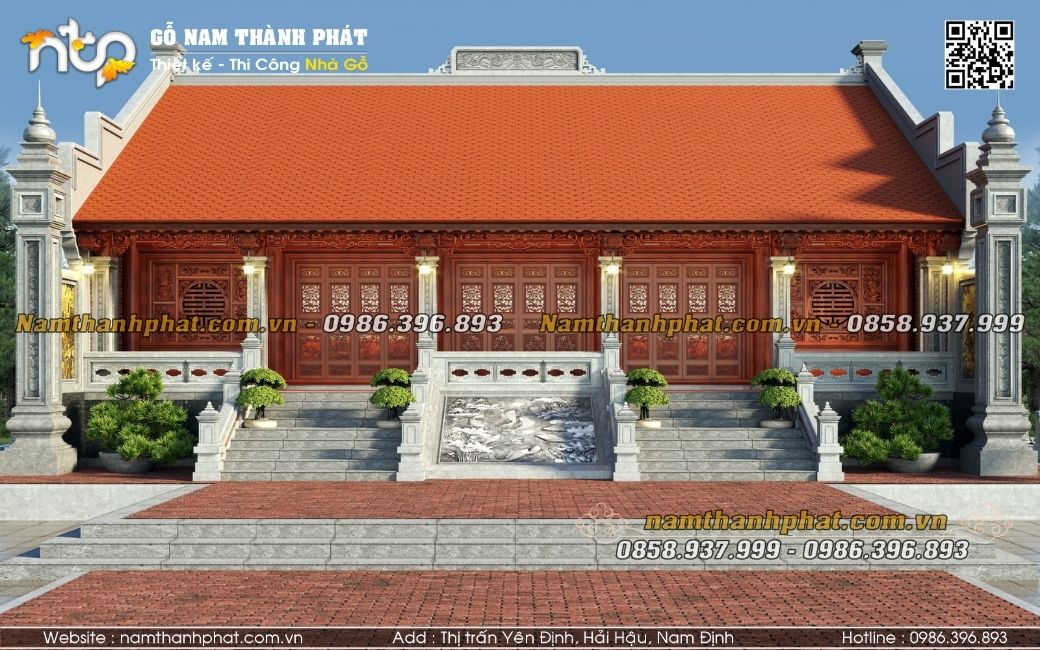 ntp GỖ NAM THÀNH PHÁT
Thiết kế - Thi Công Nhà Gỗ
Namthanhphat.com.vn - 0986.396.893 Namthanhphat.com.vn - 0858.937.999
namthanhphat.com.vn
0858.937.999 - 0986.396.893
Website : namthanhphat.com.vn Add : Thị trấn Yên Định, Hải Hậu, Nam Định Hotline : 0986.396.893